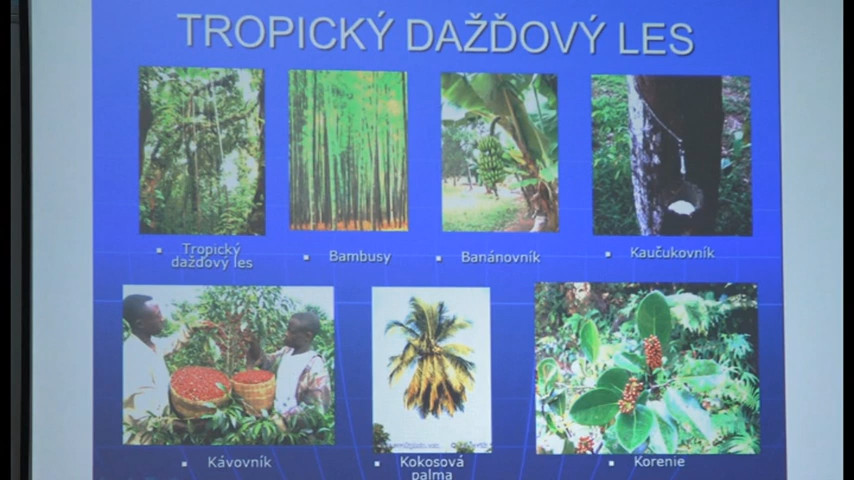 TROPICKÝ DAŽĎOVÝ LES
Tropický
dažďový les
Bambusy
Banánovník
Kaučukovník
Kávovník
Kokosová
palma
Korenie